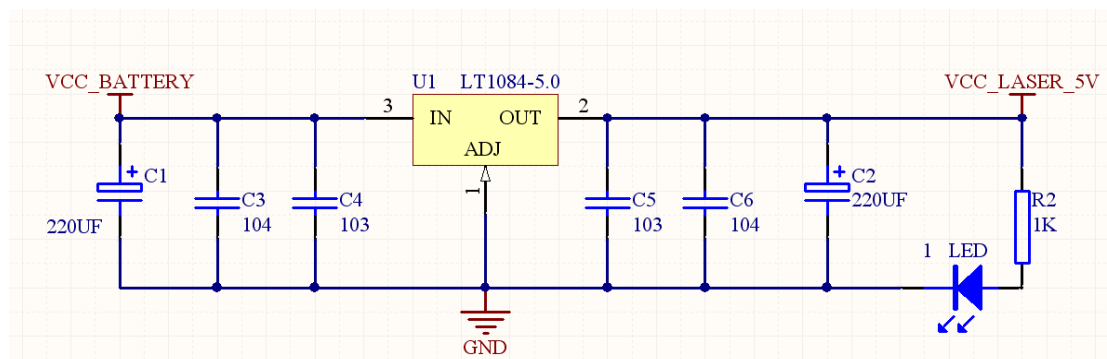 VCC_BATTERY
U1 LT1084-5.0
VCC_LASER_5V
3
IN OUT
2
ADJ
1
C1
220UF
C3
104
C4
103
C5
103
C6
104
C2
220UF
R2
1K
1 LED
GND